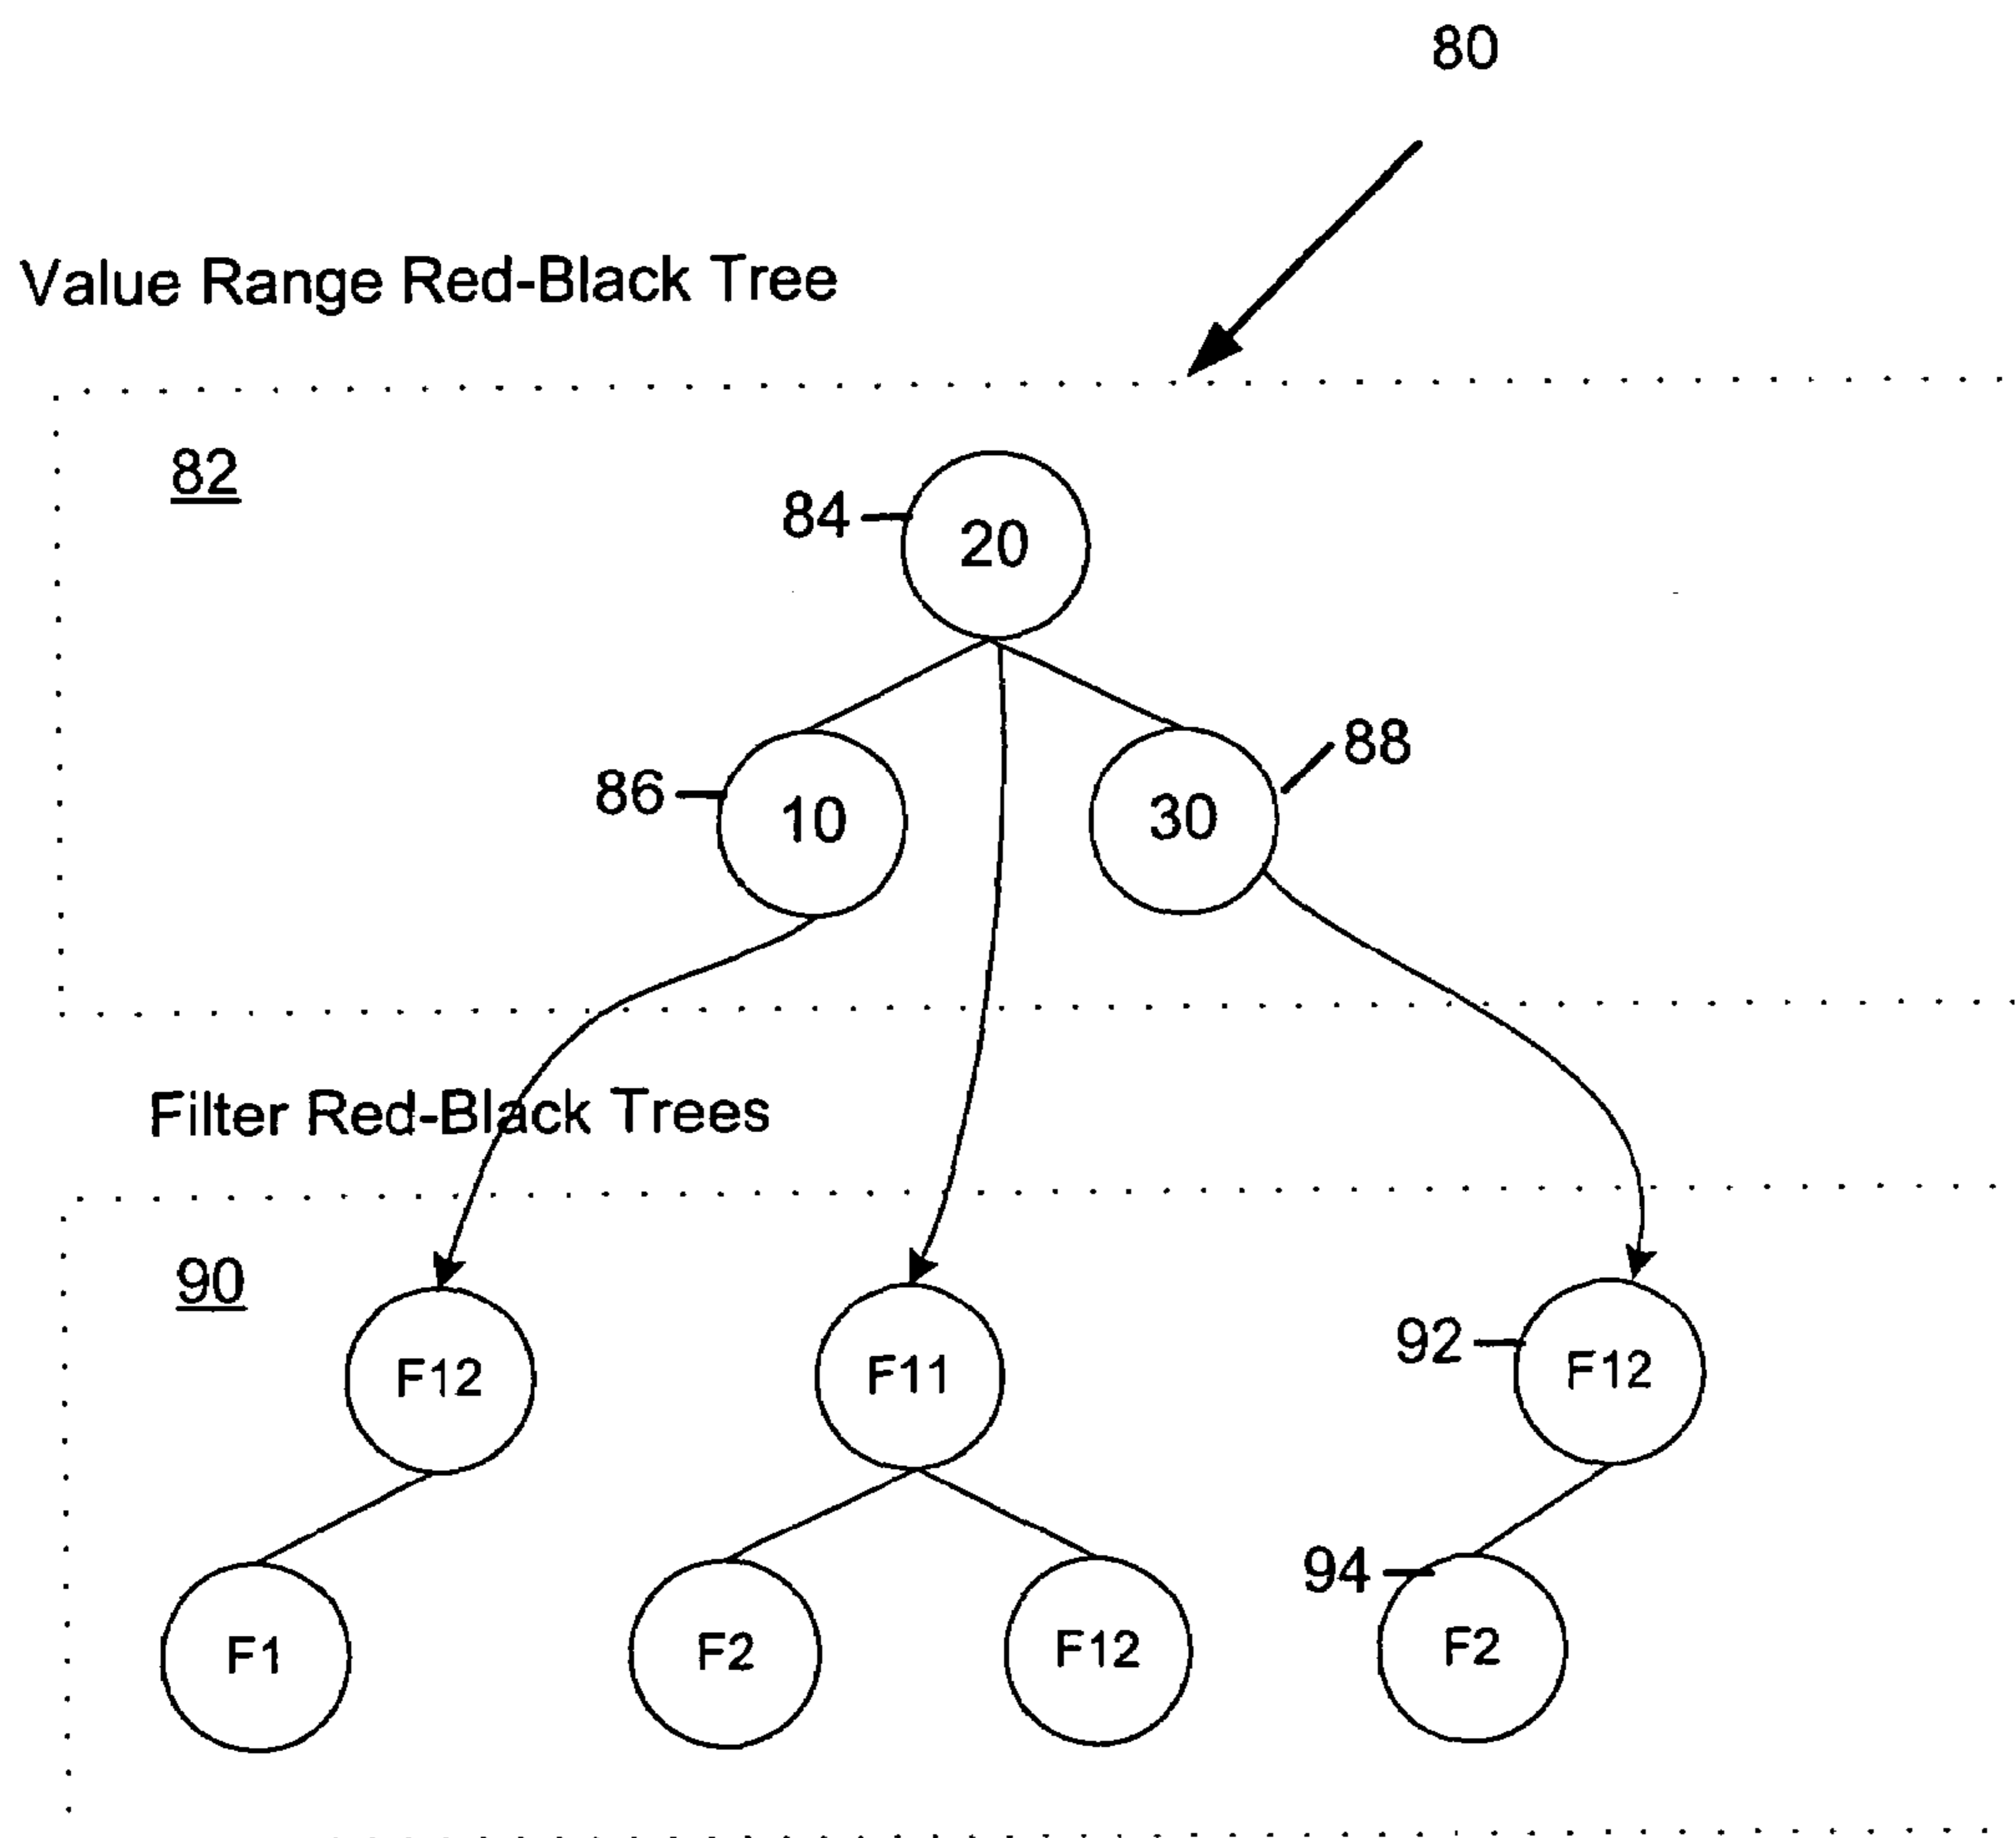 80
Value Range Red-Black Tree
82
84
20
86
10
30
88
Filter Red-Black Trees
90
F12
F11
92
F12
F1
F2
F12
94
F2